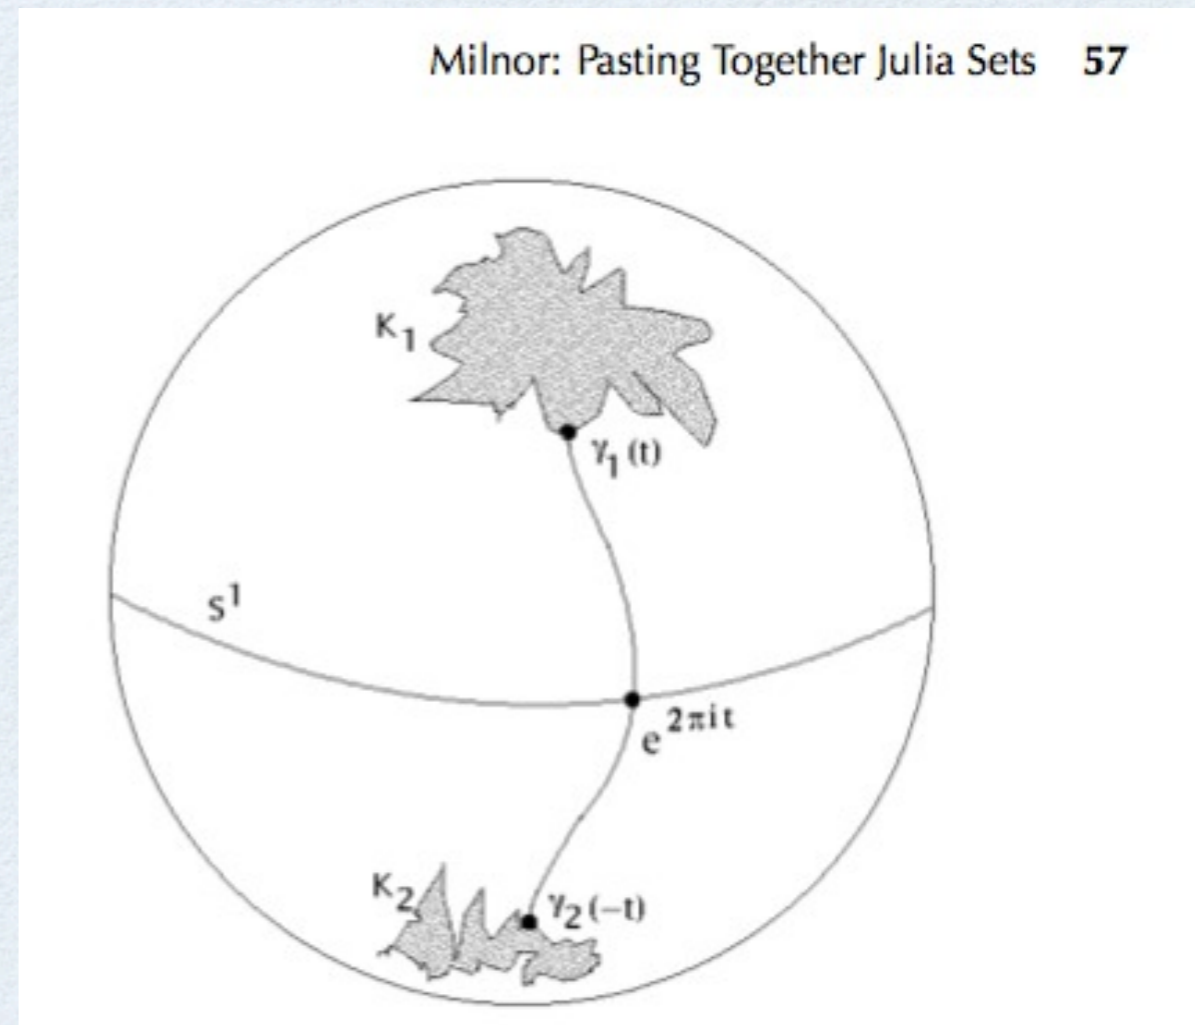 Milnor: Pasting Together Julia Sets 57
K₁
γ₁(t)
S¹
e²πit
K₂
γ₂(−t)